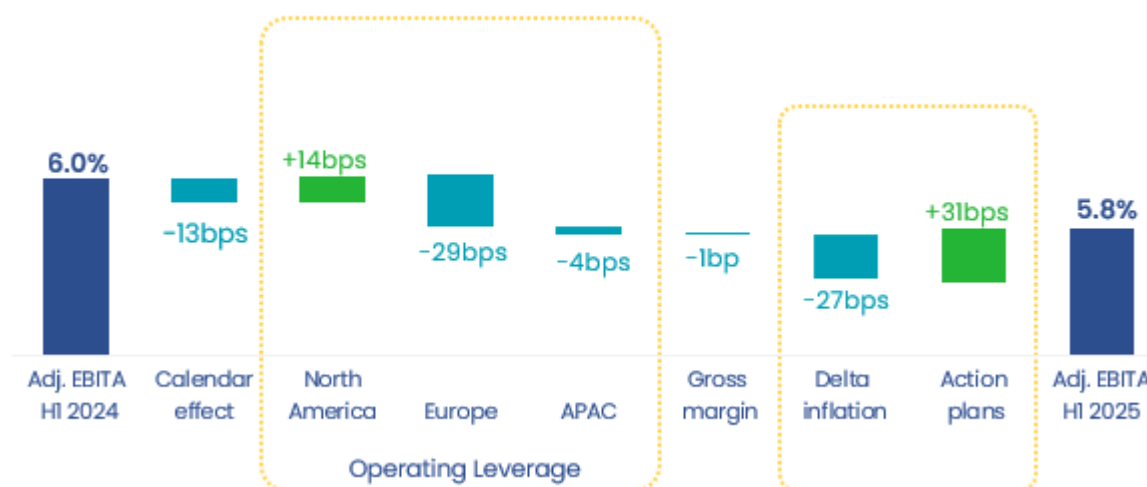 6.0%
-13bps
+14bps
-29bps
-4bps
-1bp
-27bps
+31bps
5.8%
Adj. EBITA
H1 2024
Calendar
effect
North
America
Europe
APAC
Gross
margin
Delta
inflation
Action
plans
Adj. EBITA
H1 2025
Operating Leverage